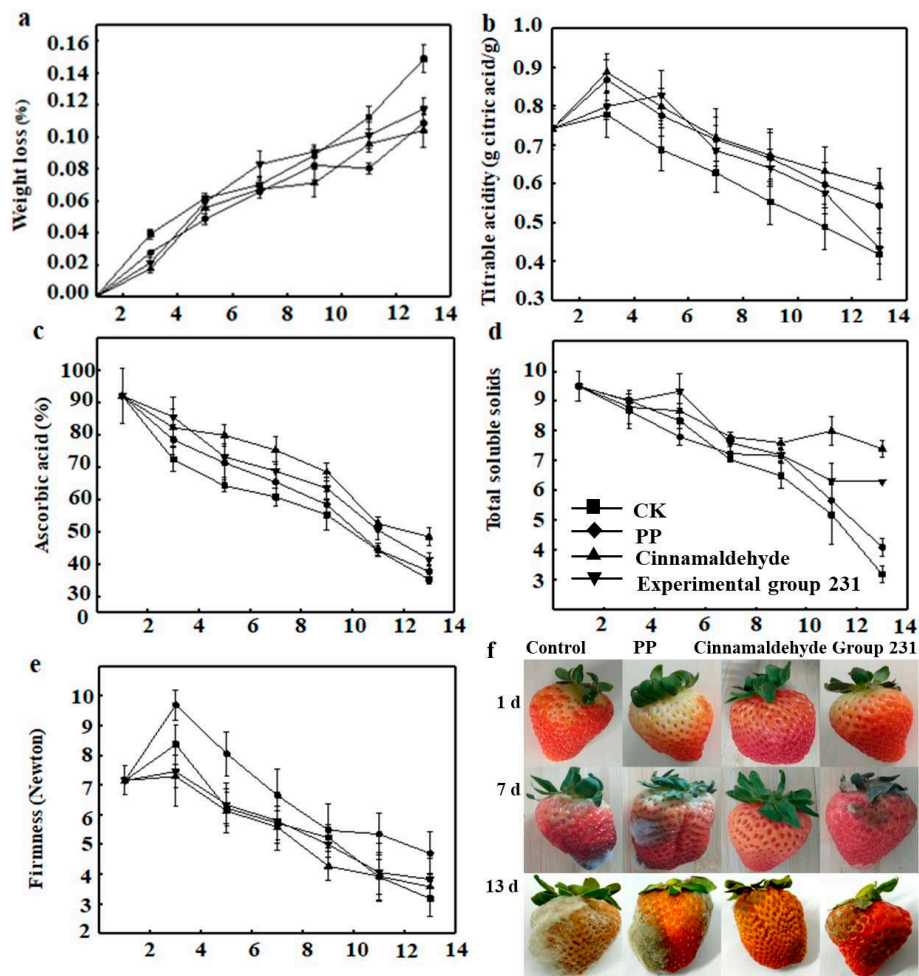 a
0.16
0.14
0.12
0.10
0.08
0.06
0.04
0.02
0.00
Weight loss (%)
2 4 6 8 10 12 14
b
1.0
0.9
0.8
0.7
0.6
0.5
0.4
0.3
Titrable acidity (g citric acid/g)
2 4 6 8 10 12 14
c
100
90
80
70
60
50
40
30
0
Ascorbic acid (%)
2 4 6 8 10 12 14
d
10
9
8
7
6
5
4
3
Total soluble solids
CK
PP
Cinnamaldehyde
Experimental group 231
2 4 6 8 10 12 14
e
10
9
8
7
6
5
4
3
2
Firmness (Newton)
2 4 6 8 10 12 14
f
Control PP Cinnamaldehyde Group 231
1 d
7 d
13 d